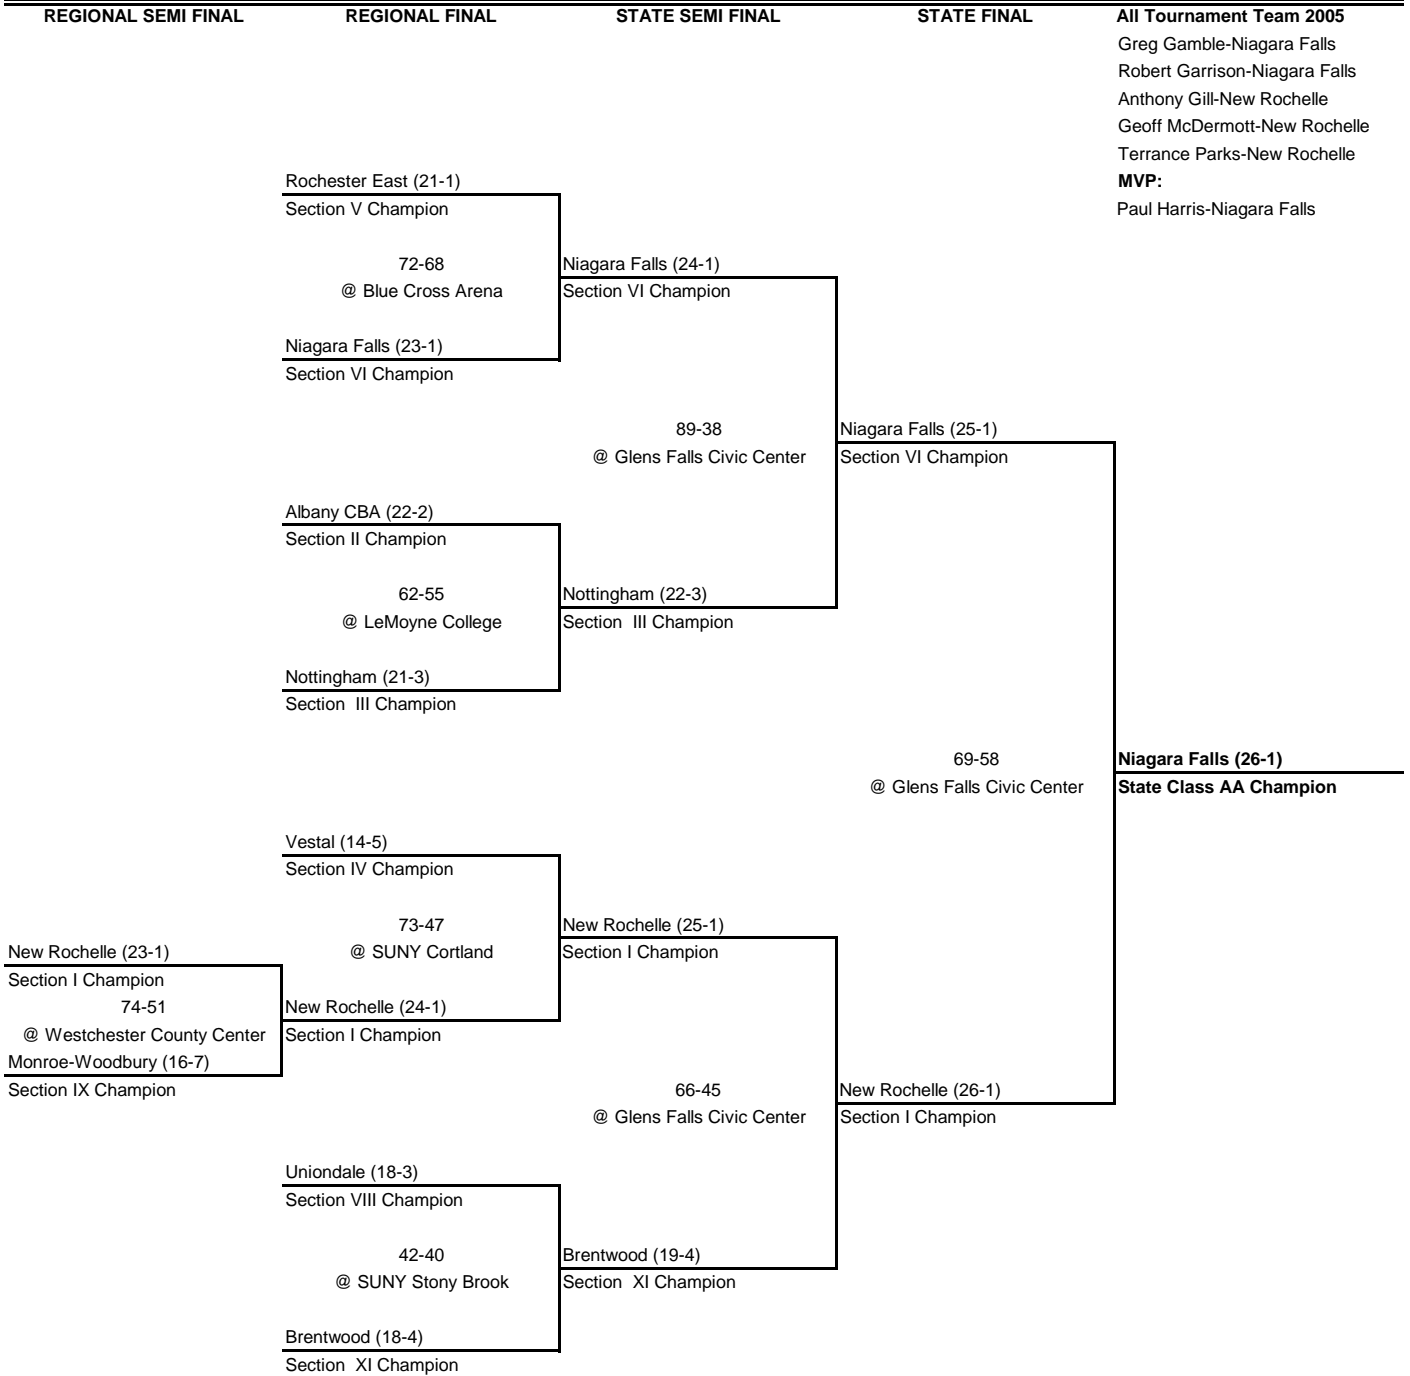 REGIONAL SEMI FINAL REGIONAL FINAL STATE SEMI FINAL STATE FINAL All Tournament Team 2005
Greg Gamble-Niagara Falls
Robert Garrison-Niagara Falls
Anthony Gill-New Rochelle
Geoff McDermott-New Rochelle
Terrance Parks-New Rochelle
Rochester East (21-1) MVP:
Section V Champion Paul Harris-Niagara Falls
72-68 Niagara Falls (24-1)
@ Blue Cross Arena Section VI Champion
Niagara Falls (23-1)
Section VI Champion
89-38 Niagara Falls (25-1)
@ Glens Falls Civic Center Section VI Champion
Albany CBA (22-2)
Section II Champion
62-55 Nottingham (22-3)
@ LeMoyne College Section III Champion
Nottingham (21-3)
Section III Champion
69-58 Niagara Falls (26-1)
@ Glens Falls Civic Center State Class AA Champion
Vestal (14-5)
Section IV Champion
73-47 New Rochelle (25-1)
New Rochelle (23-1) @ SUNY Cortland Section I Champion
Section I Champion
74-51 New Rochelle (24-1)
@ Westchester County Center Section I Champion
Monroe-Woodbury (16-7)
Section IX Champion 66-45 New Rochelle (26-1)
@ Glens Falls Civic Center Section I Champion
Uniondale (18-3)
Section VIII Champion
42-40 Brentwood (19-4)
@ SUNY Stony Brook Section XI Champion
Brentwood (18-4)
Section XI Champion